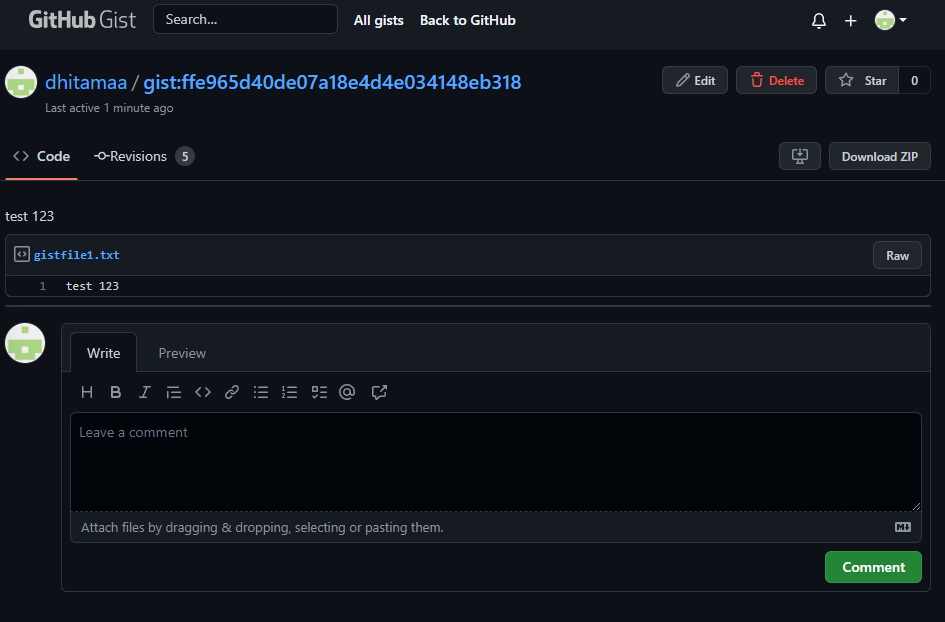 GitHub Gist Search... All gists Back to GitHub
dhitamaa / gist:ffe965d40de07a18e4d4e034148eb318 Edit Delete Star 0
Last active 1 minute ago
Code Revisions 5 Download ZIP
test 123
gistfile1.txt Raw
1 test 123
Write Preview
H B I @
Leave a comment
Attach files by dragging & dropping, selecting or pasting them. M↓
Comment